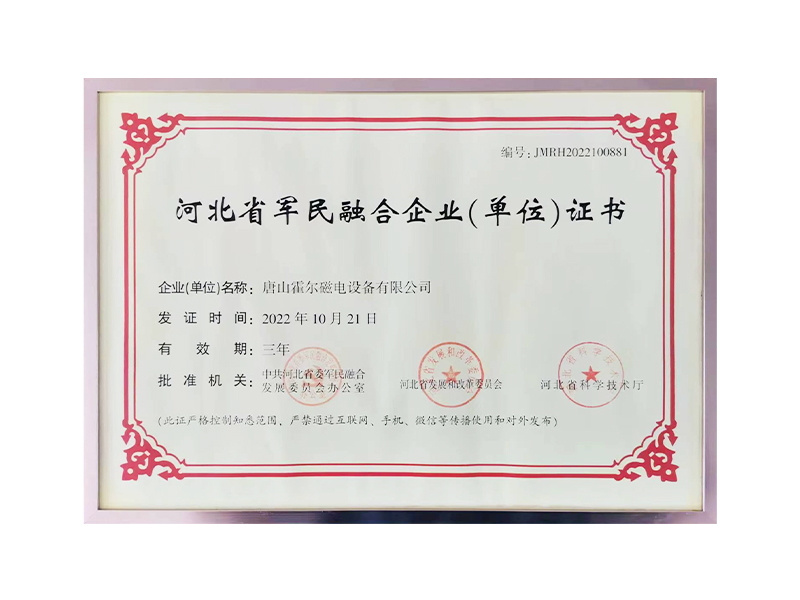 编号：JMRH2022100881
河北省军民融合企业(单位)证书
企业(单位)名称：唐山霍尔磁电设备有限公司
发证时间：2022年10月21日
有效期：三年
批准机关：中共河北省委军民融合发展委员会办公室 河北省发展和改革委员会 河北省科学技术厅
(此证严格控制知悉范围，严禁通过互联网、手机、微信等传播使用和对外发布)